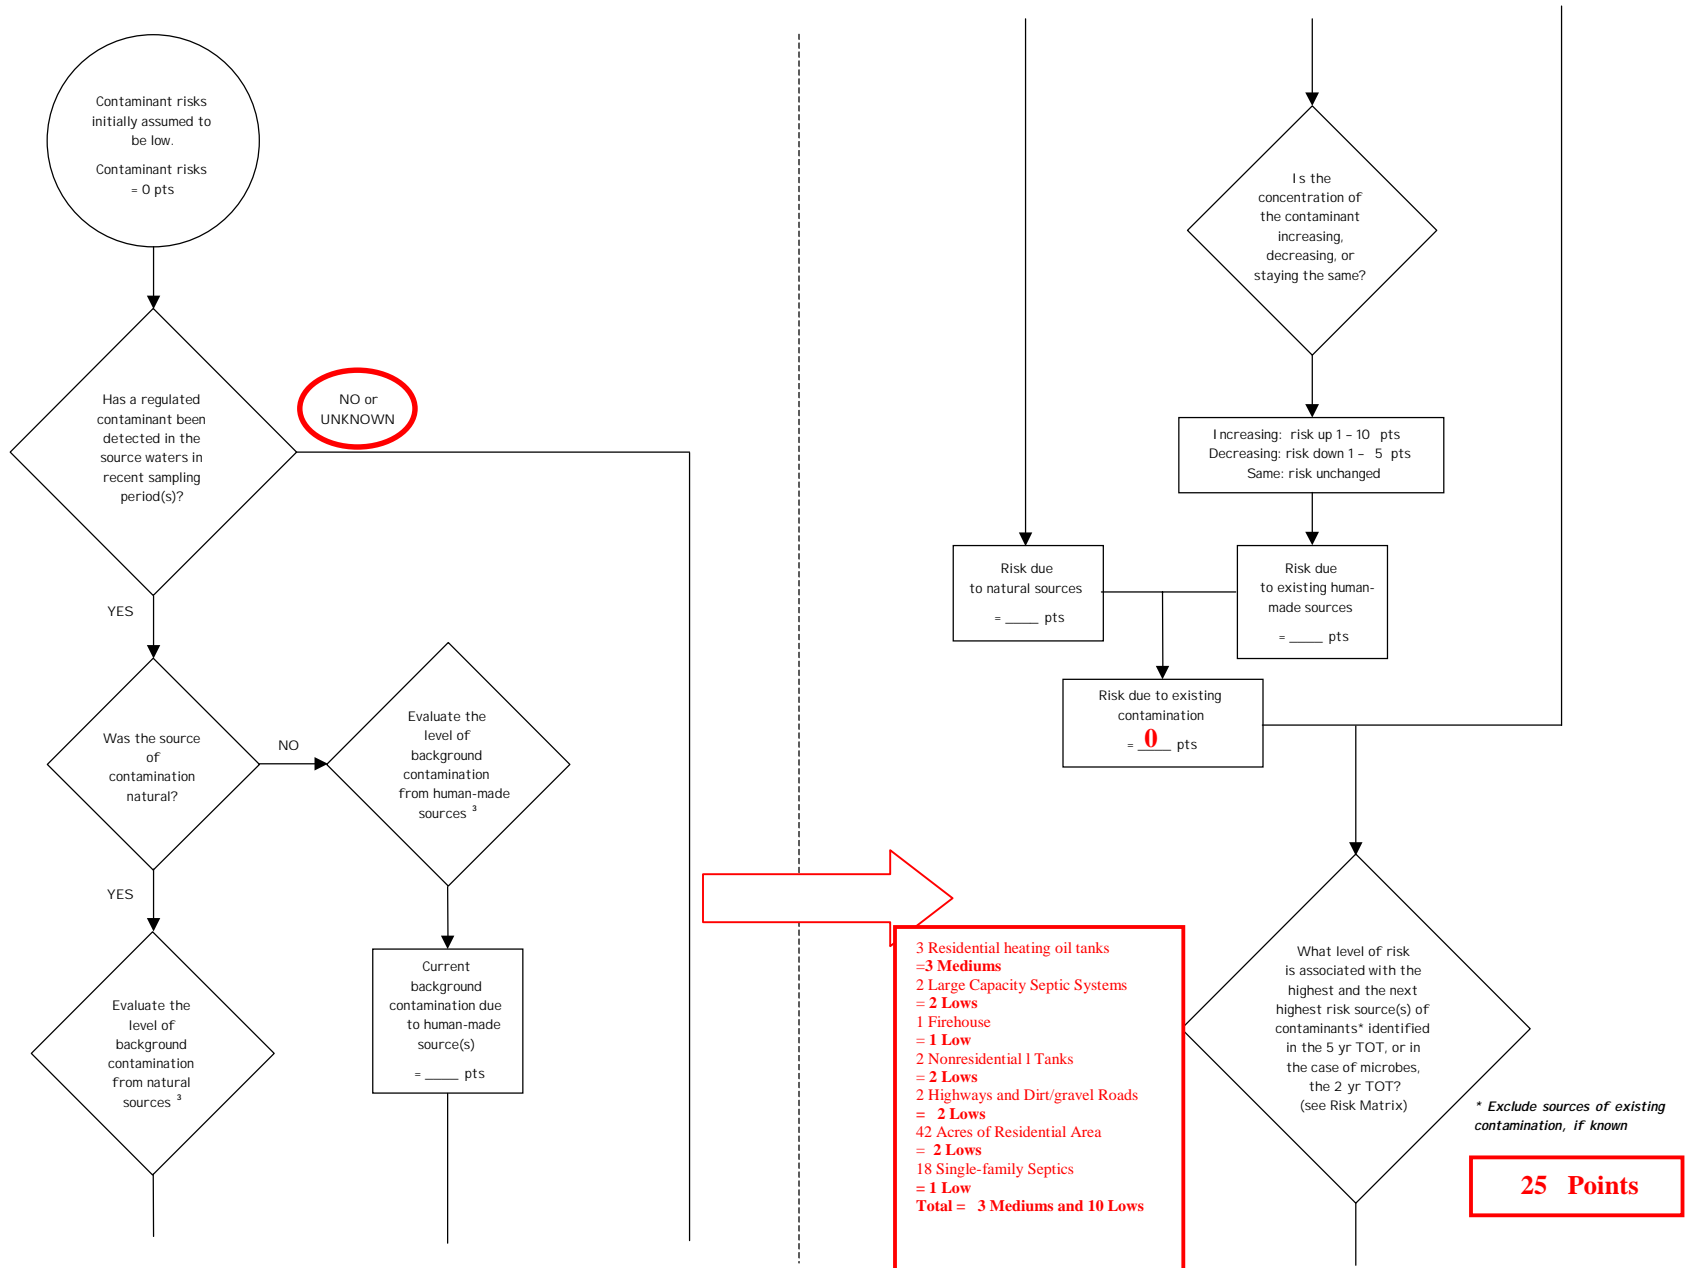 Contaminant risks
initially assumed to
be low.
Contaminant risks
= 0 pts
Has a regulated
contaminant been
detected in the
source waters in
recent sampling
period(s)?
NO or
UNKNOWN
YES
Was the source
of
contamination
natural?
NO
Evaluate the
level of
background
contamination
from human-made
sources ³
YES
Evaluate the
level of
background
contamination
from natural
sources ³
Current
background
contamination due
to human-made
source(s)
= _____ pts
Is the
concentration of
the contaminant
increasing,
decreasing, or
staying the same?
Increasing: risk up 1 – 10 pts
Decreasing: risk down 1 – 5 pts
Same: risk unchanged
Risk due
to natural sources
= _____ pts
Risk due
to existing human-
made sources
= _____ pts
Risk due to existing
contamination
= __0__ pts
3 Residential heating oil tanks
=3 Mediums
2 Large Capacity Septic Systems
= 2 Lows
1 Firehouse
= 1 Low
2 Nonresidential l Tanks
= 2 Lows
2 Highways and Dirt/gravel Roads
= 2 Lows
42 Acres of Residential Area
= 2 Lows
18 Single-family Septics
= 1 Low
Total = 3 Mediums and 10 Lows
What level of risk
is associated with the
highest and the next
highest risk source(s) of
contaminants* identified
in the 5 yr TOT, or in
the case of microbes,
the 2 yr TOT?
(see Risk Matrix)
* Exclude sources of existing
contamination, if known
25 Points